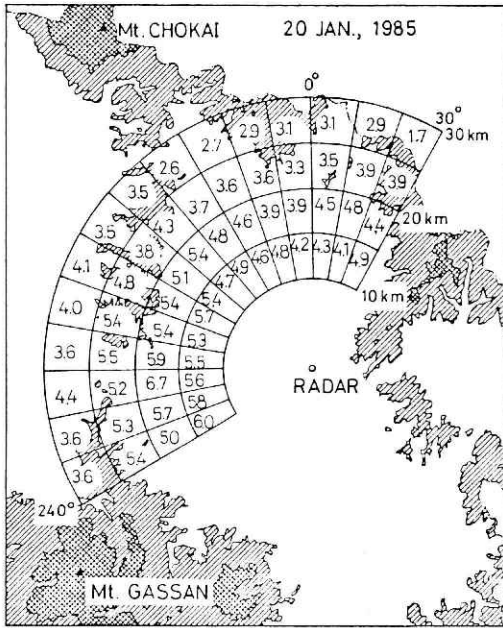 Mt. CHOKAI 20 JAN., 1985
0°
30°
30 km
2.7 2.9 3.1 3.1 2.9 1.7
2.6 3.6 3.6 3.3 3.5 3.9 3.9
3.5 3.7 4.6 3.9 3.9 4.5 4.8 4.4 20 km
3.5 4.3 4.8 4.9 4.6 4.8 4.2 4.3 4.1 4.9
4.1 3.8 5.4 4.7
4.8 5.1 5.4 10 km
4.0 5.4 5.4 5.7
3.6 5.5 5.4 5.3
5.9 5.5
4.4 5.2 6.7 5.6 RADAR
3.6 5.3 5.7 5.8
3.6 5.4 5.0 6.0
240°
Mt. GASSAN